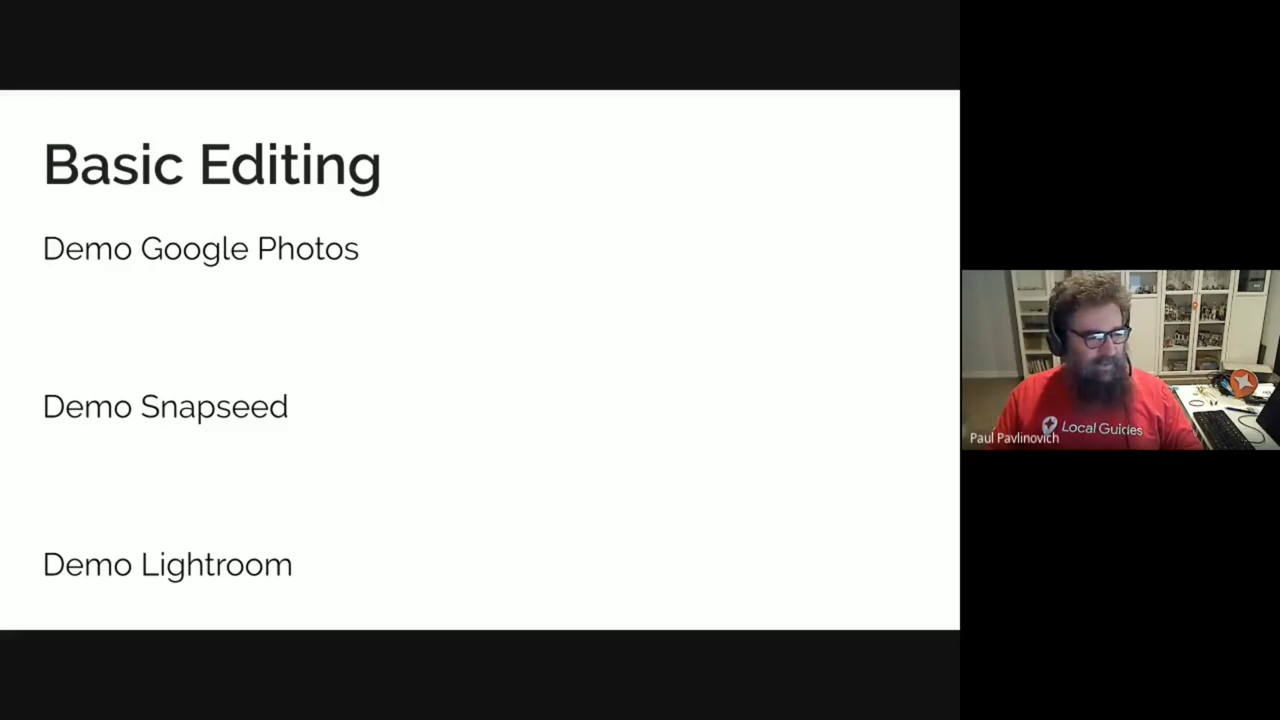 Basic Editing
Demo Google Photos
Demo Snapseed
Demo Lightroom
Local Guides
Paul Pavlinovich